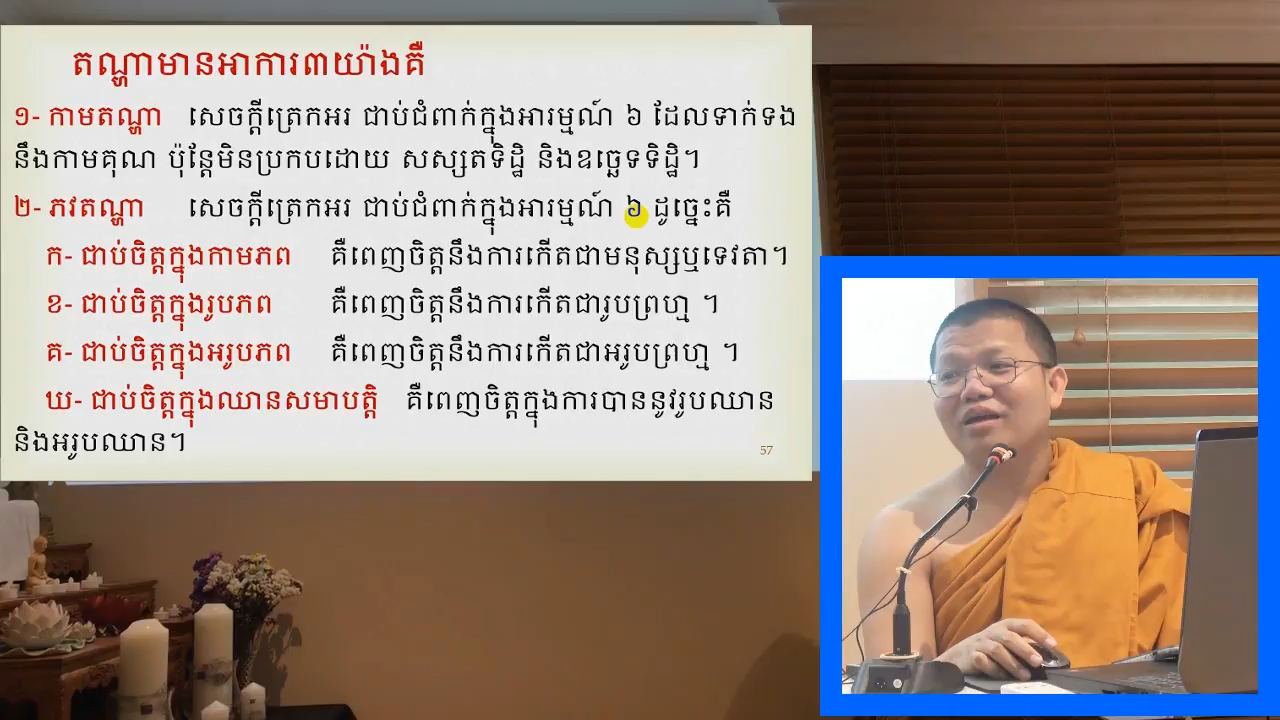 តណ្ហាមានអាការ៣យ៉ាងគឺ
១- កាមតណ្ហា សេចក្តីត្រេកអរ ជាប់ជំពាក់ក្នុងអារម្មណ៍ ៦ ដែលទាក់ទង
នឹងកាមគុណ ប៉ុន្តែមិនប្រកបដោយ សស្សតទិដ្ឋិ និងឧច្ឆេទទិដ្ឋិ។
២- ភវតណ្ហា សេចក្តីត្រេកអរ ជាប់ជំពាក់ក្នុងអារម្មណ៍ ៦ ដូច្នេះគឺ
ក- ជាប់ចិត្តក្នុងកាមភព គឺពេញចិត្តនឹងការកើតជាមនុស្សឬទេវតា។
ខ- ជាប់ចិត្តក្នុងរូបភព គឺពេញចិត្តនឹងការកើតជារូបព្រហ្ម ។
គ- ជាប់ចិត្តក្នុងអរូបភព គឺពេញចិត្តនឹងការកើតជាអរូបព្រហ្ម ។
ឃ- ជាប់ចិត្តក្នុងឈានសមាបត្តិ គឺពេញចិត្តក្នុងការបាននូវរូបឈាន
និងអរូបឈាន។
57